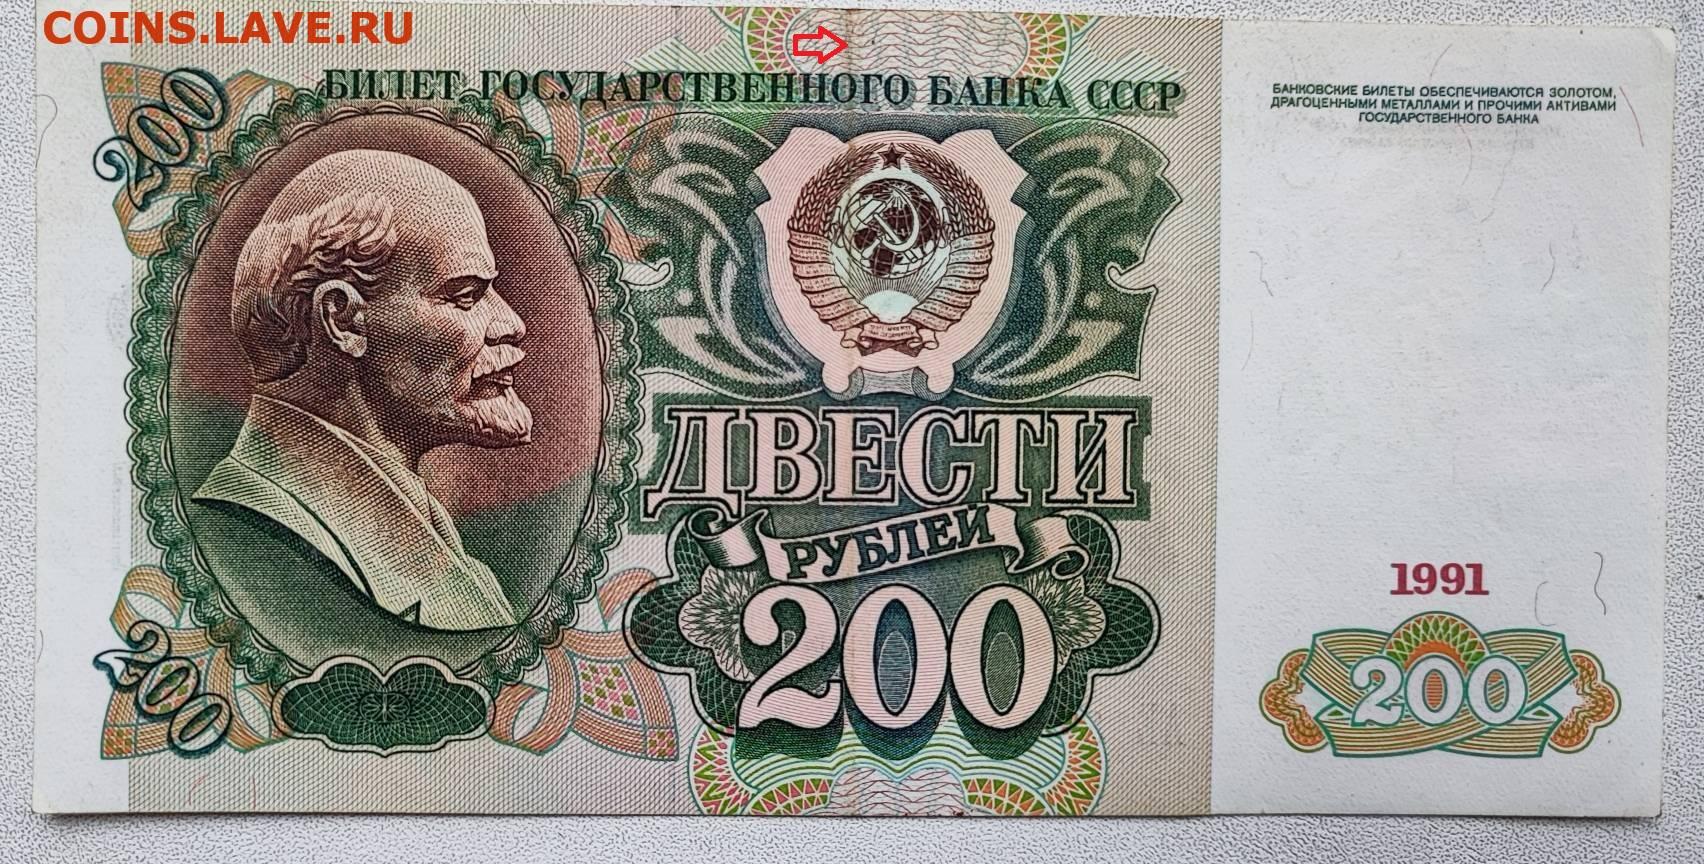 COINS.LAVE.RU
БИЛЕТ ГОСУДАРСТВЕННОГО БАНКА СССР
200
БАНКОВСКИЕ БИЛЕТЫ ОБЕСПЕЧИВАЮТСЯ ЗОЛОТОМ,
ДРАГОЦЕННЫМИ МЕТАЛЛАМИ И ПРОЧИМИ АКТИВАМИ
ГОСУДАРСТВЕННОГО БАНКА
ДВЕСТИ
РУБЛЕЙ
200
200
1991
200